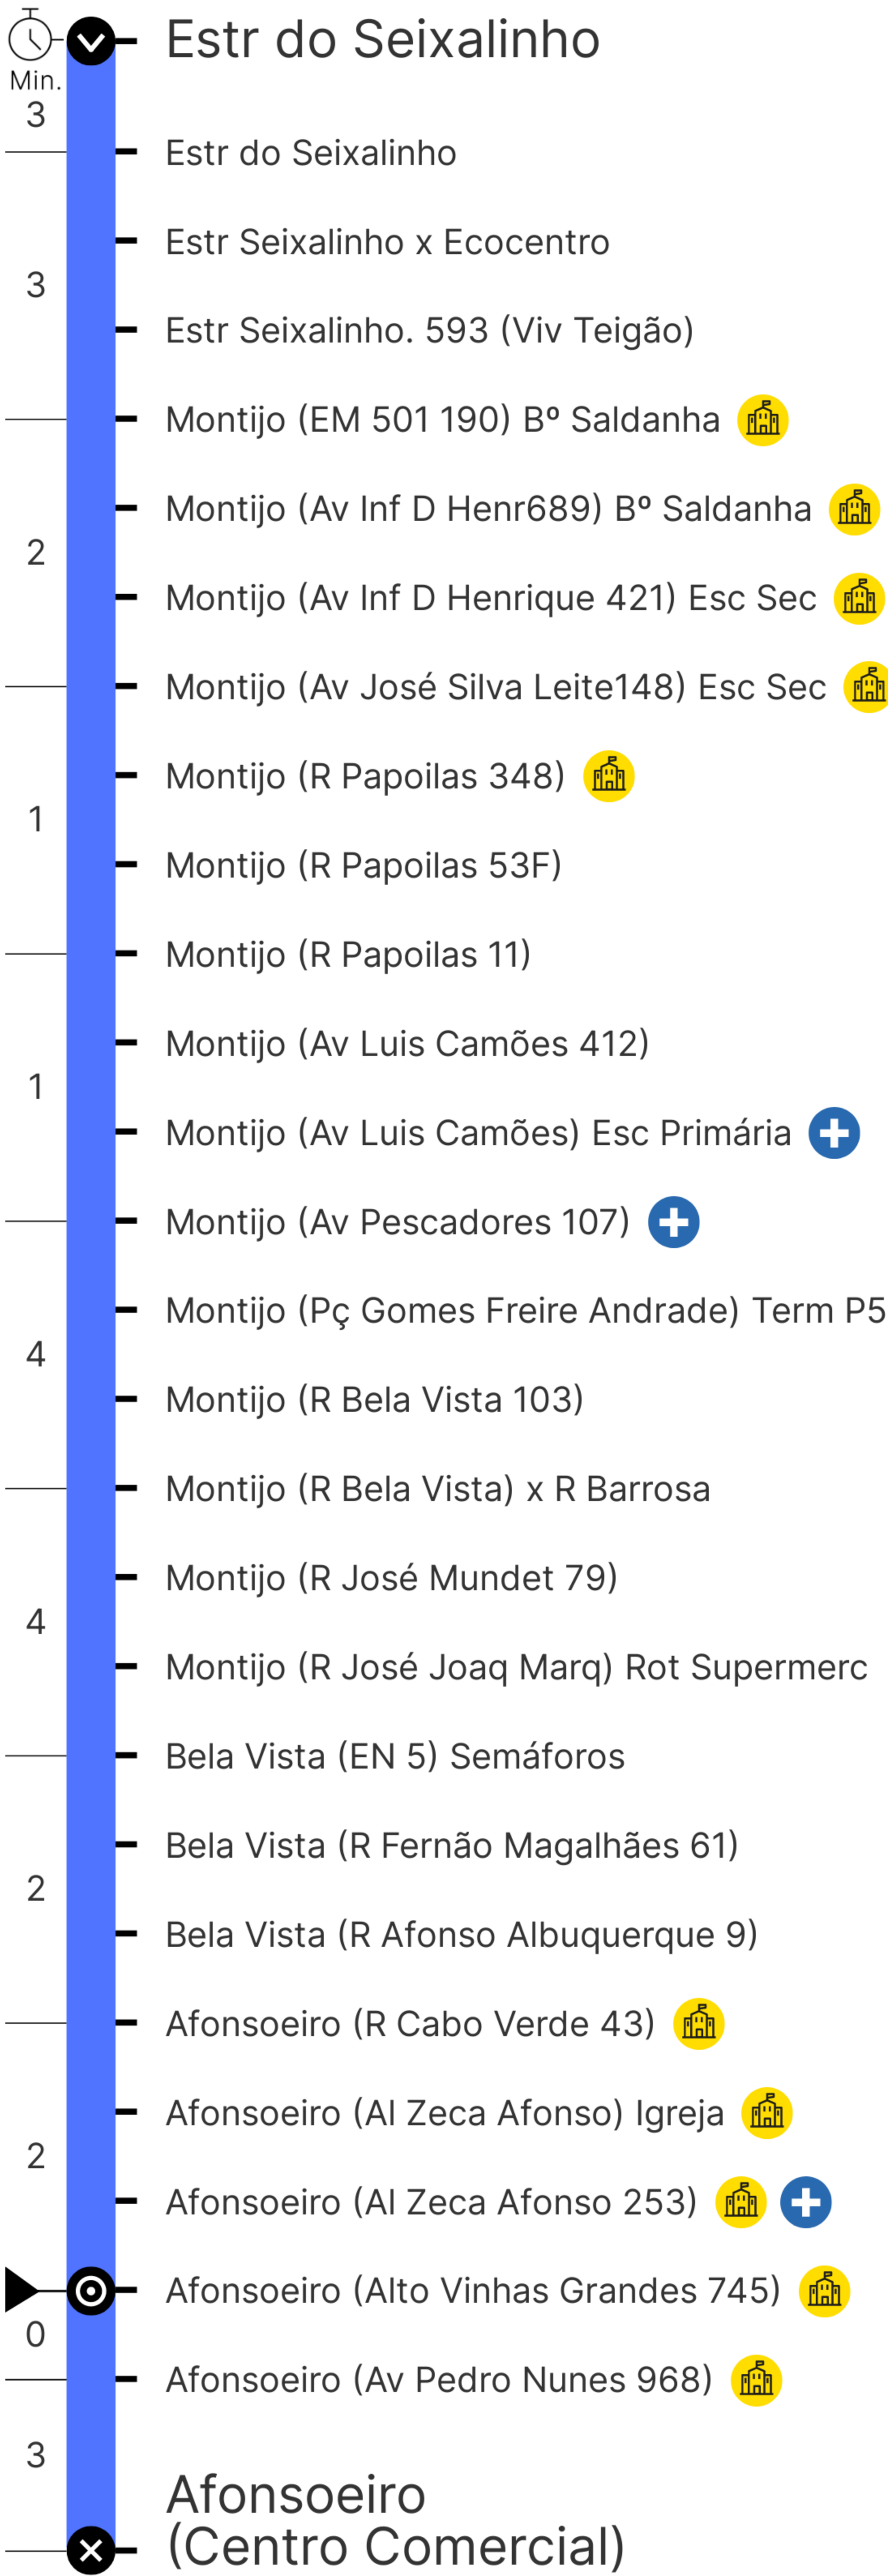 Estr do Seixalinho
Min.
3
Estr do Seixalinho
Estr Seixalinho x Ecocentro
3
Estr Seixalinho. 593 (Viv Teigão)
Montijo (EM 501 190) Bº Saldanha
Montijo (Av Inf D Henr689) Bº Saldanha
2
Montijo (Av Inf D Henrique 421) Esc Sec
Montijo (Av José Silva Leite148) Esc Sec
Montijo (R Papoilas 348)
1
Montijo (R Papoilas 53F)
Montijo (R Papoilas 11)
Montijo (Av Luis Camões 412)
1
Montijo (Av Luis Camões) Esc Primária
Montijo (Av Pescadores 107)
Montijo (Pç Gomes Freire Andrade) Term P5
4
Montijo (R Bela Vista 103)
Montijo (R Bela Vista) x R Barrosa
Montijo (R José Mundet 79)
4
Montijo (R José Joaq Marq) Rot Supermerc
Bela Vista (EN 5) Semáforos
Bela Vista (R Fernão Magalhães 61)
2
Bela Vista (R Afonso Albuquerque 9)
Afonsoeiro (R Cabo Verde 43)
Afonsoeiro (Al Zeca Afonso) Igreja
2
Afonsoeiro (Al Zeca Afonso 253)
Afonsoeiro (Alto Vinhas Grandes 745)
0
Afonsoeiro (Av Pedro Nunes 968)
3
Afonsoeiro
(Centro Comercial)